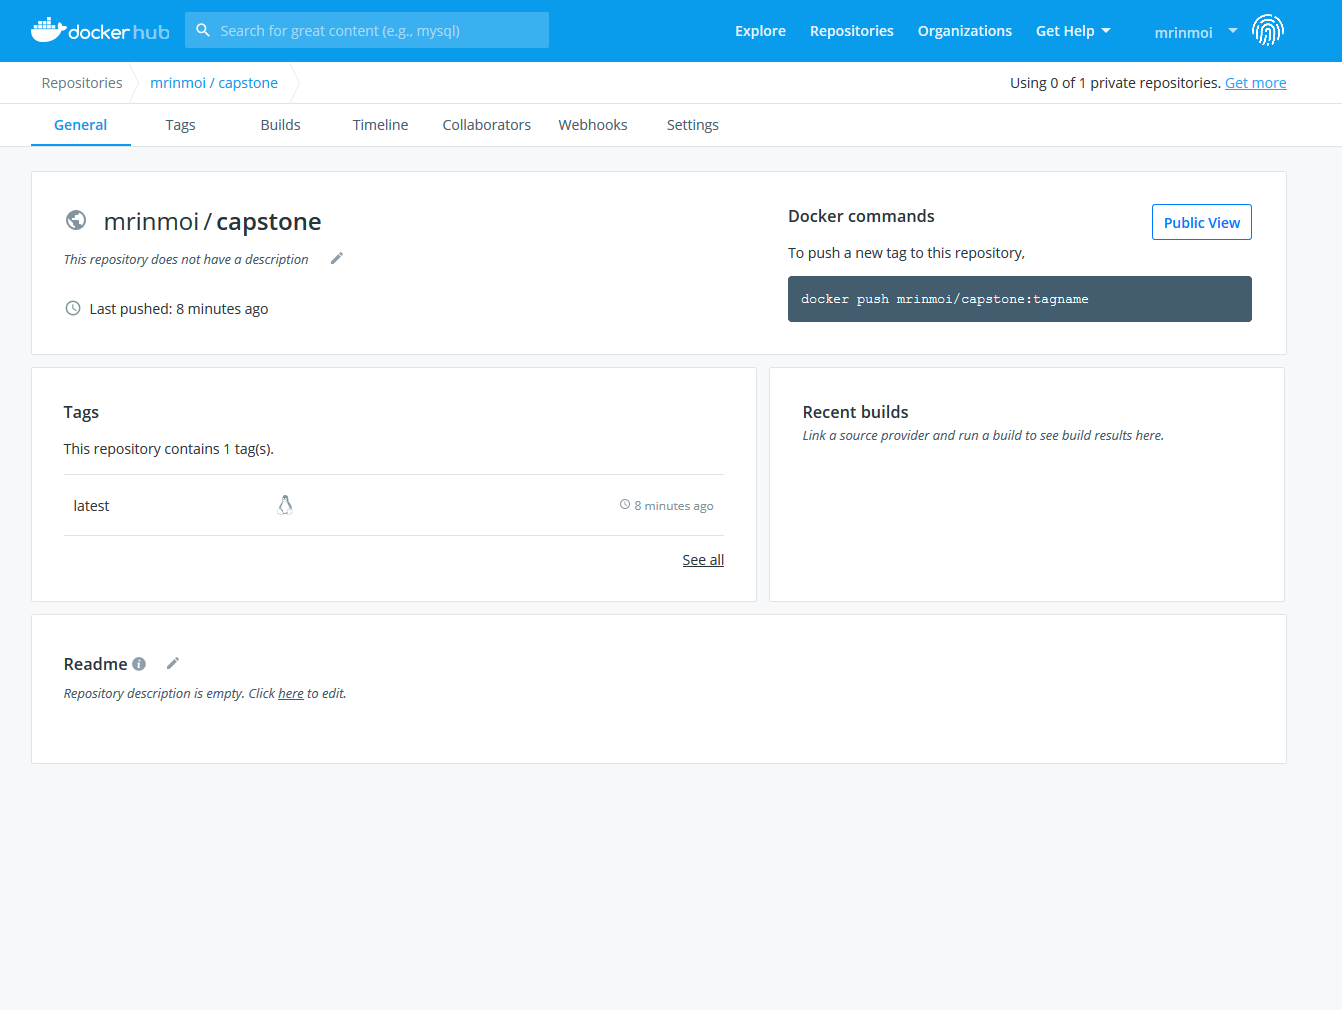 docker hub Search for great content (e.g., mysql) Explore Repositories Organizations Get Help mrinmoi
Repositories mrinmoi / capstone Using 0 of 1 private repositories. Get more
General Tags Builds Timeline Collaborators Webhooks Settings
mrinmoi / capstone
This repository does not have a description
Last pushed: 8 minutes ago
Docker commands
Public View
To push a new tag to this repository,
docker push mrinmoi/capstone:tagname
Tags
This repository contains 1 tag(s).
latest 8 minutes ago
See all
Recent builds
Link a source provider and run a build to see build results here.
Readme
Repository description is empty. Click here to edit.